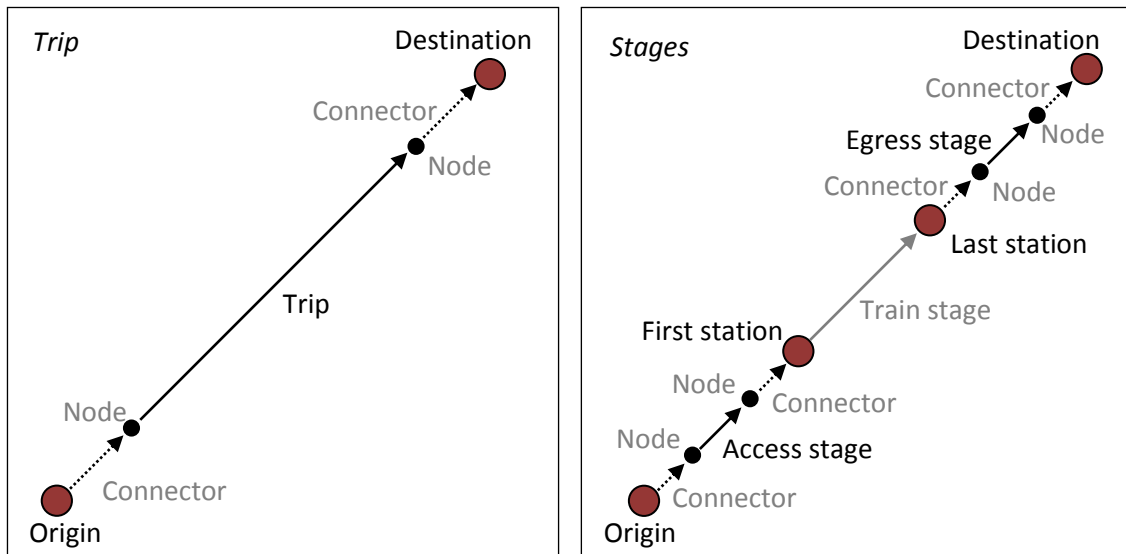 Trip
Destination
Connector
Node
Trip
Node
Connector
Origin
Stages
Destination
Connector
Node
Egress stage
Connector
Node
Last station
Train stage
First station
Node
Connector
Node
Access stage
Connector
Origin